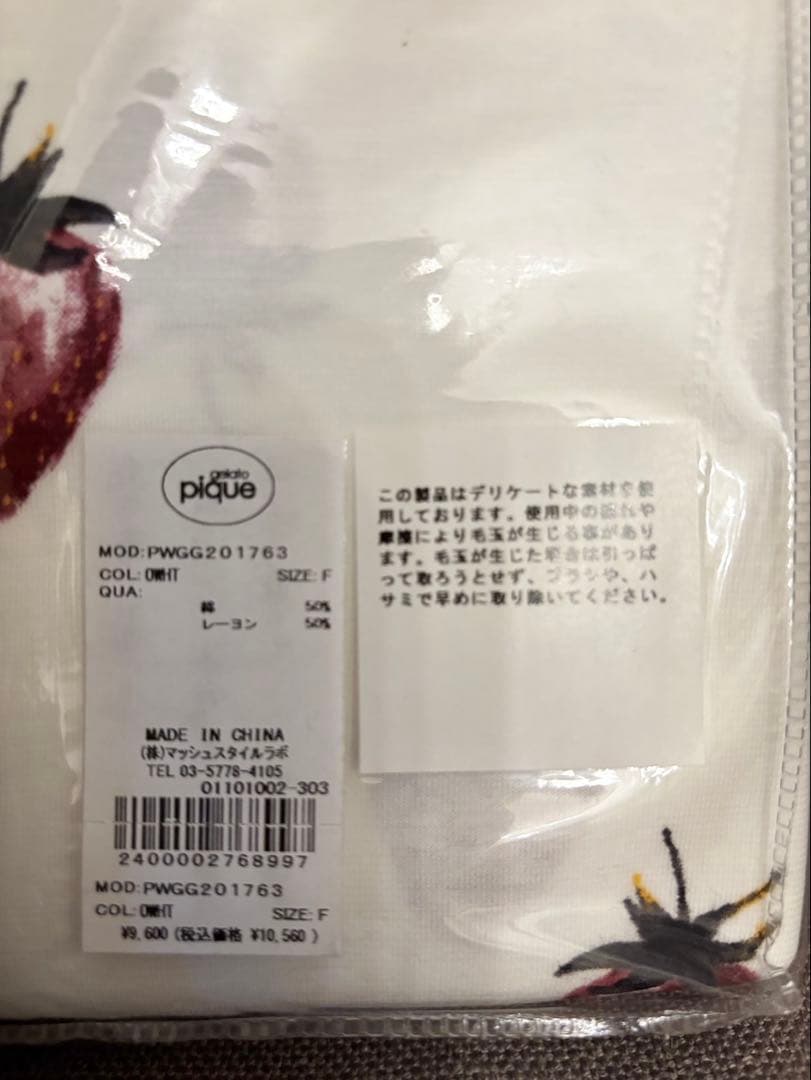 gelato
pique
MOD:PWGG201763
COL:OWHT SIZE:F
QUA:
綿 50%
レーヨン 50%
MADE IN CHINA
(株)マッシュスタイルラボ
TEL 03-5778-4105
01101002-303
2400002768997
MOD:PWGG201763
COL:OWHT SIZE:F
¥9,600 (税込価格 ¥10,560 )
この製品はデリケートな素材を使
用しております。使用中の擦れや
摩擦により毛玉が生じる事があり
ます。毛玉が生じた場合は引っぱ
って取ろうとせず、ブラシや、ハ
サミで早めに取り除いてください。